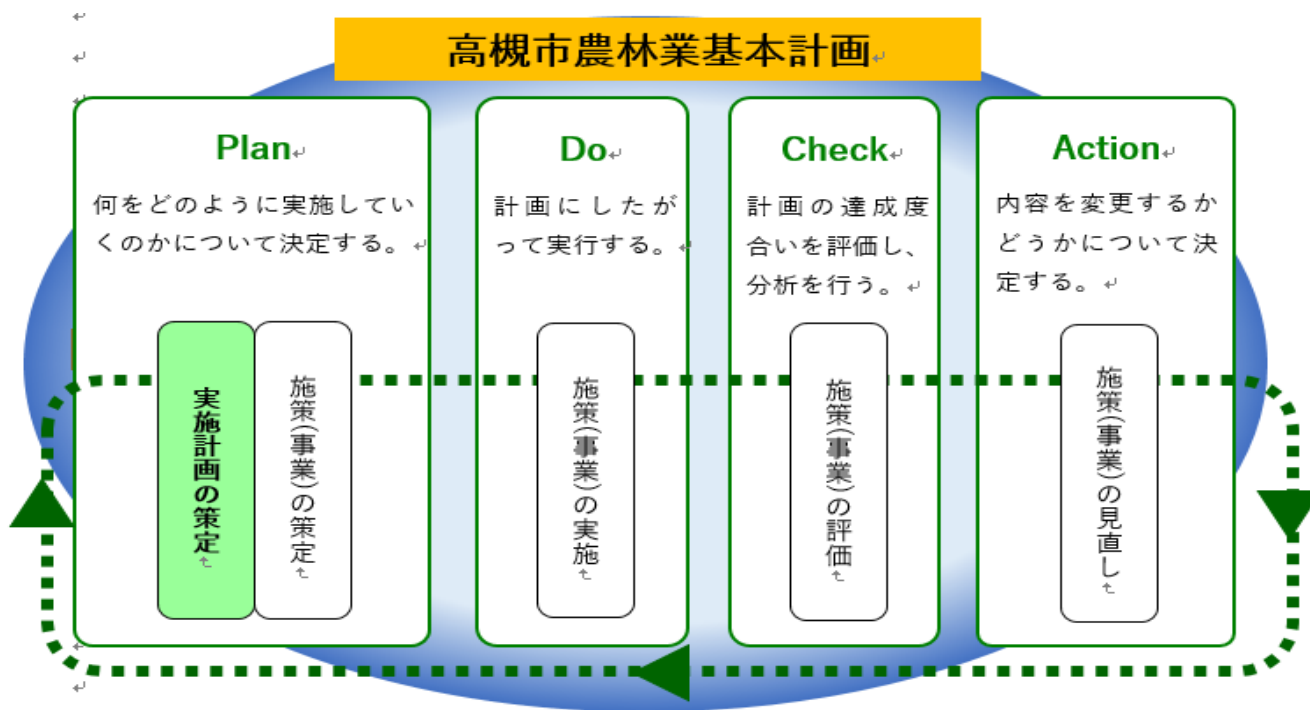 高槻市農林業基本計画
Plan
何をどのように実施してい
くのかについて決定する。
実施計画の策定
施策(事業)の策定
Do
計画にしたが
って実行する。
施策(事業)の実施
Check
計画の達成度
合いを評価し、
分析を行う。
施策(事業)の評価
Action
内容を変更するか
どうかについて決
定する。
施策(事業)の見直し